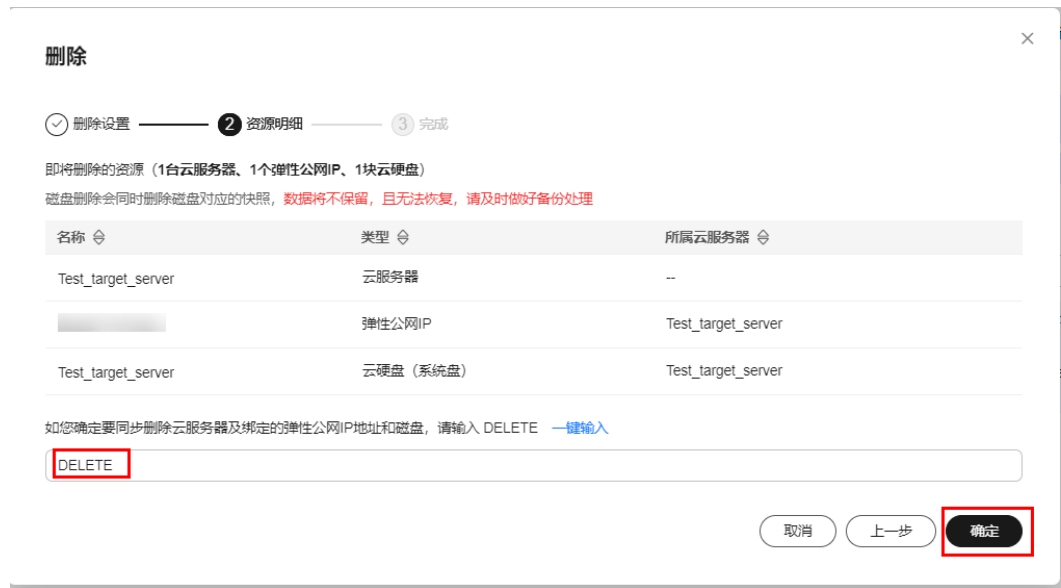 删除
删除设置 2 资源明细 3 完成
即将删除的资源（1台云服务器、1个弹性公网IP、1块云硬盘）
磁盘删除会同时删除磁盘对应的快照，数据将不保留，且无法恢复，请及时做好备份处理
名称 类型 所属云服务器
Test_target_server 云服务器 --
弹性公网IP Test_target_server
Test_target_server 云硬盘（系统盘） Test_target_server
如您确定要同步删除云服务器及绑定的弹性公网IP地址和磁盘，请输入 DELETE 一键输入
DELETE
取消 上一步 确定